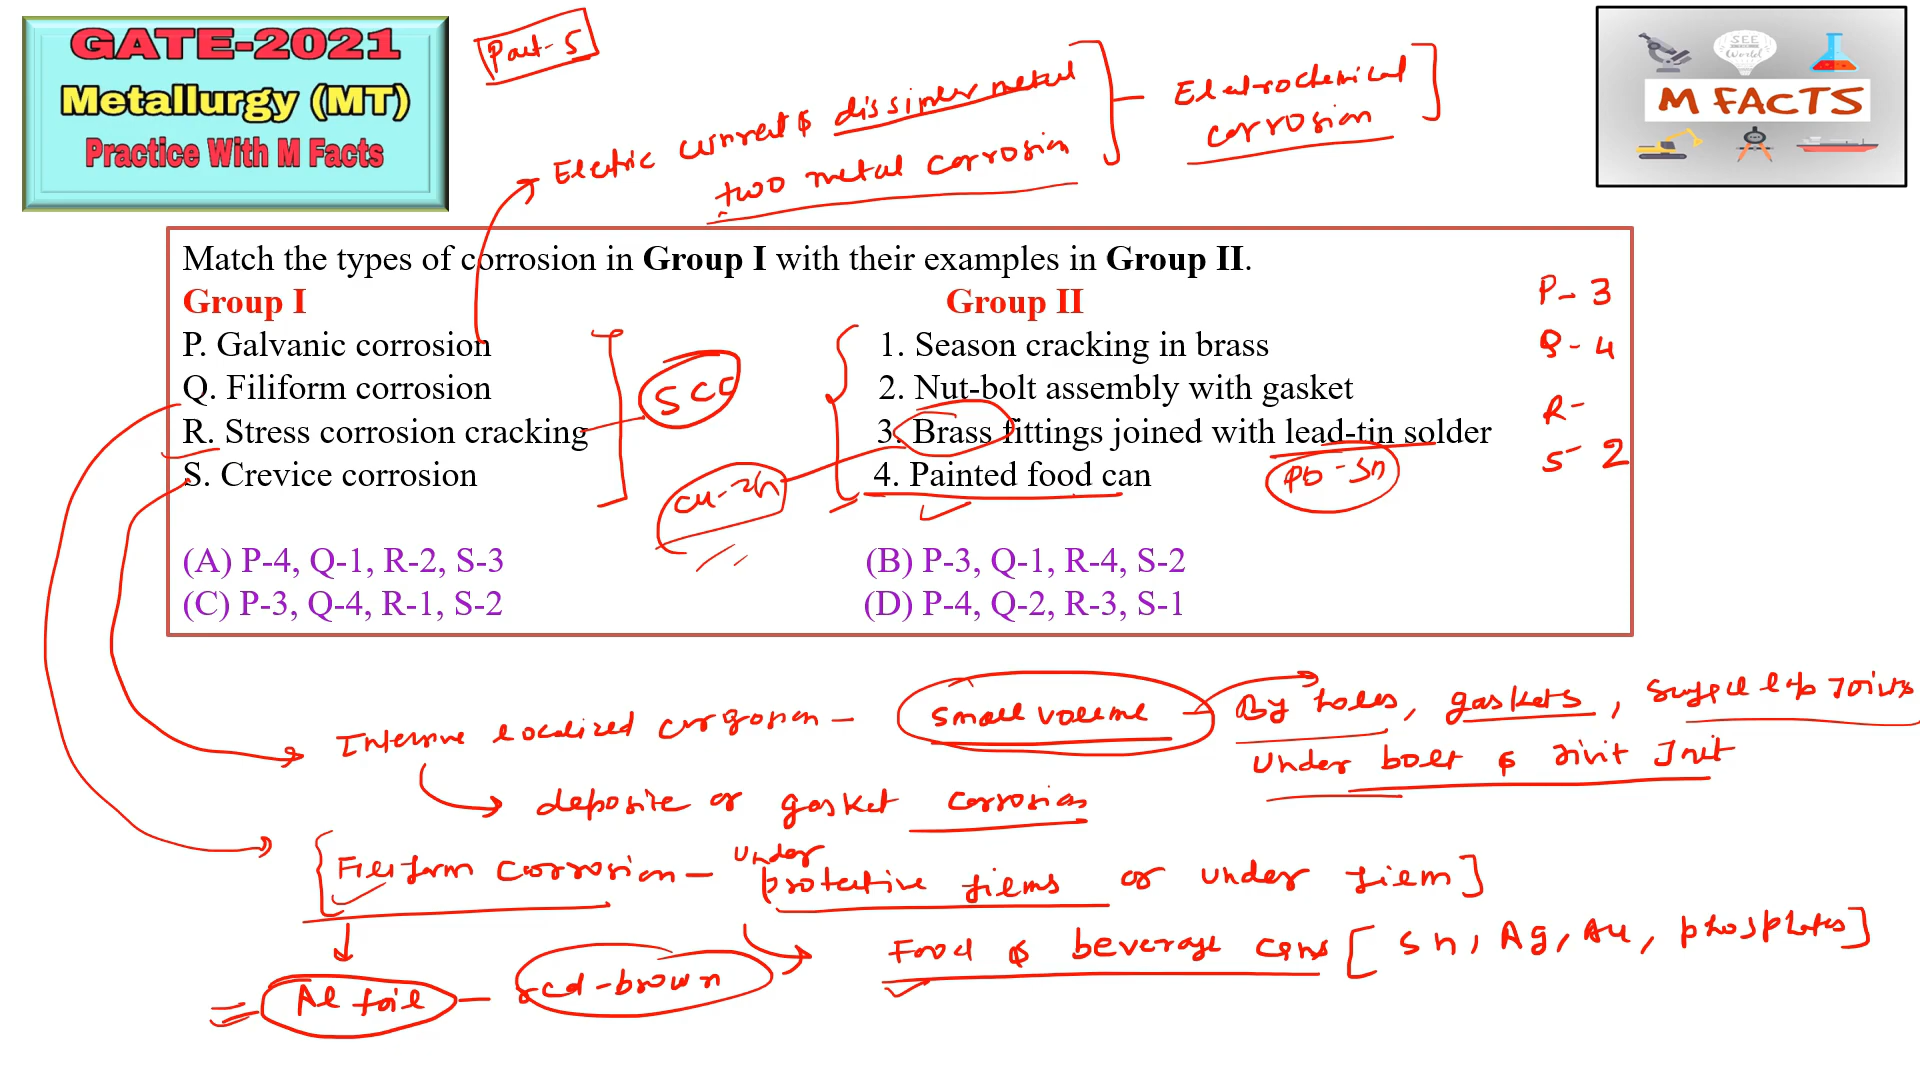 GATE-2021
Metallurgy (MT)
Practice With M Facts
Part-5
Electric current & dissimler metal
two metal corrosion
Electrochemical
corrosion
SEE
World
M FACTS
Match the types of corrosion in Group I with their examples in Group II.
Group I Group II
P. Galvanic corrosion 1. Season cracking in brass
Q. Filiform corrosion 2. Nut-bolt assembly with gasket
R. Stress corrosion cracking 3. Brass fittings joined with lead-tin solder
S. Crevice corrosion 4. Painted food can
(A) P-4, Q-1, R-2, S-3 (B) P-3, Q-1, R-4, S-2
(C) P-3, Q-4, R-1, S-2 (D) P-4, Q-2, R-3, S-1
SCC
Cu-Zn
Pb-Sn
P- 3
Q- 4
R-
S- 2
Intensive localized corrosion - small volume - By holes, gaskets, joints
under bolt &
deposite or gasket corrosion
Filiform corrosion - under protective films or under film]
Food & beverage cans [Sn, Ag, Au, phosphates]
Al foil - red-brown